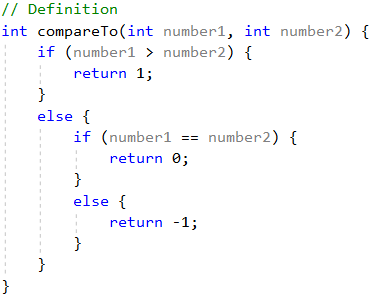 // Definition
int compareTo(int number1, int number2) {
    if (number1 > number2) {
        return 1;
    }
    else {
        if (number1 == number2) {
            return 0;
        }
        else {
            return -1;
        }
    }
}